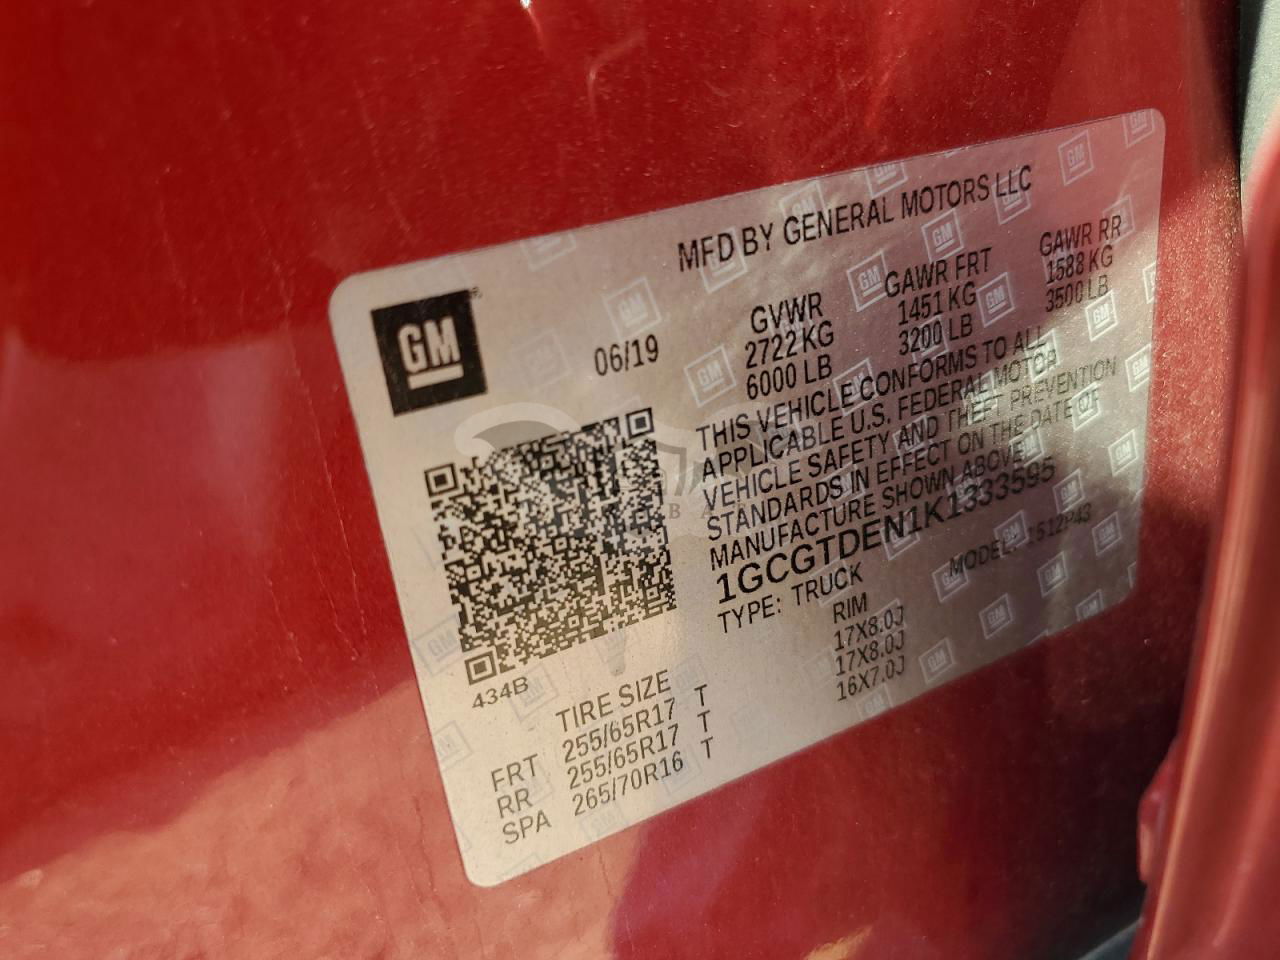 MFD BY GENERAL MOTORS LLC
GM
06/19
GVWR GAWR FRT GAWR RR
2722 KG 1451 KG 1588 KG
6000 LB 3200 LB 3500 LB
THIS VEHICLE CONFORMS TO ALL
APPLICABLE U.S. FEDERAL MOTOR
VEHICLE SAFETY AND THEFT PREVENTION
STANDARDS IN EFFECT ON THE DATE OF
MANUFACTURE SHOWN ABOVE
1GCGTDEN1K1333595
TYPE: TRUCK MODEL:
434B
TIRE SIZE RIM
FRT 255/65R17 T 17X8.0J
RR 255/65R17 T 17X8.0J
SPA 265/70R16 T 16X7.0J